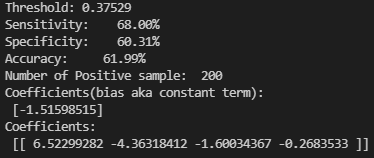 Threshold: 0.37529
Sensitivity: 68.00%
Specificity: 60.31%
Accuracy: 61.99%
Number of Positive sample: 200
Coefficients(bias aka constant term):
[-1.51598515]
Coefficients:
[[ 6.52299282 -4.36318412 -1.60034367 -0.2683533 ]]